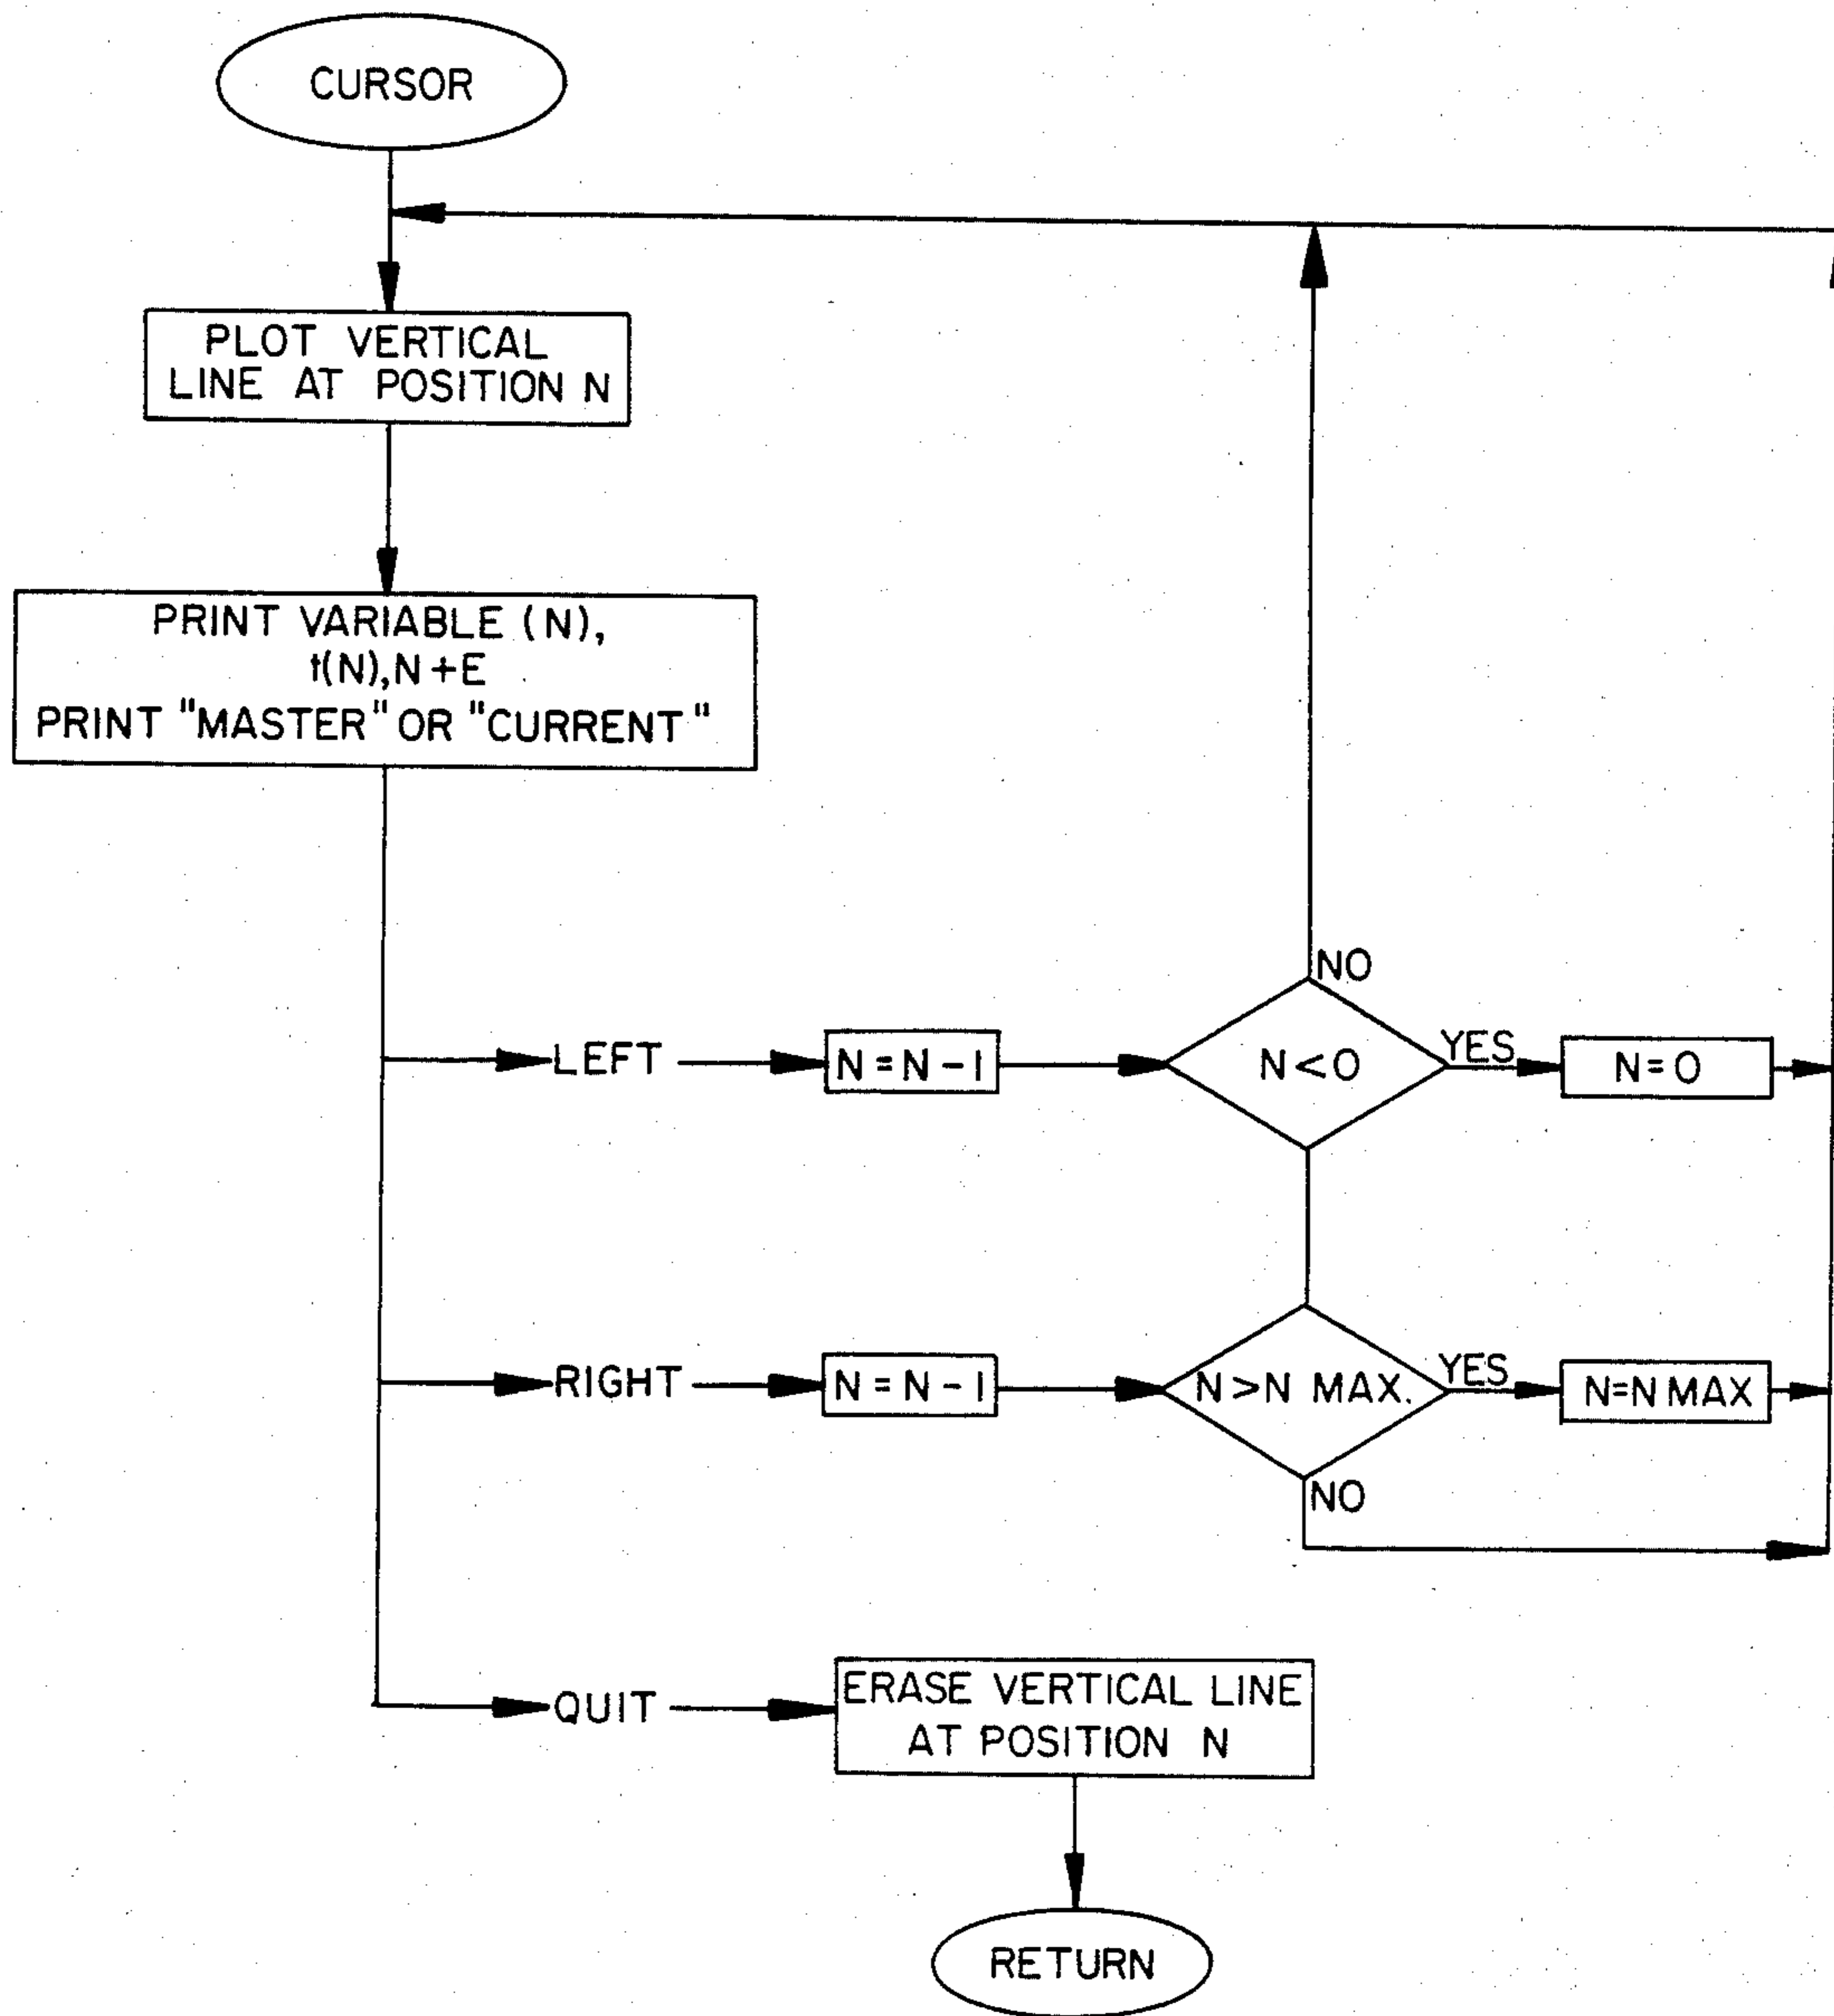 CURSOR
PLOT VERTICAL
LINE AT POSITION N
PRINT VARIABLE (N),
t(N), N+E
PRINT "MASTER" OR "CURRENT"
NO
LEFT
N = N - 1
N < 0
YES
N = 0
RIGHT
N = N - 1
N > N MAX.
YES
N = N MAX
NO
QUIT
ERASE VERTICAL LINE
AT POSITION N
RETURN